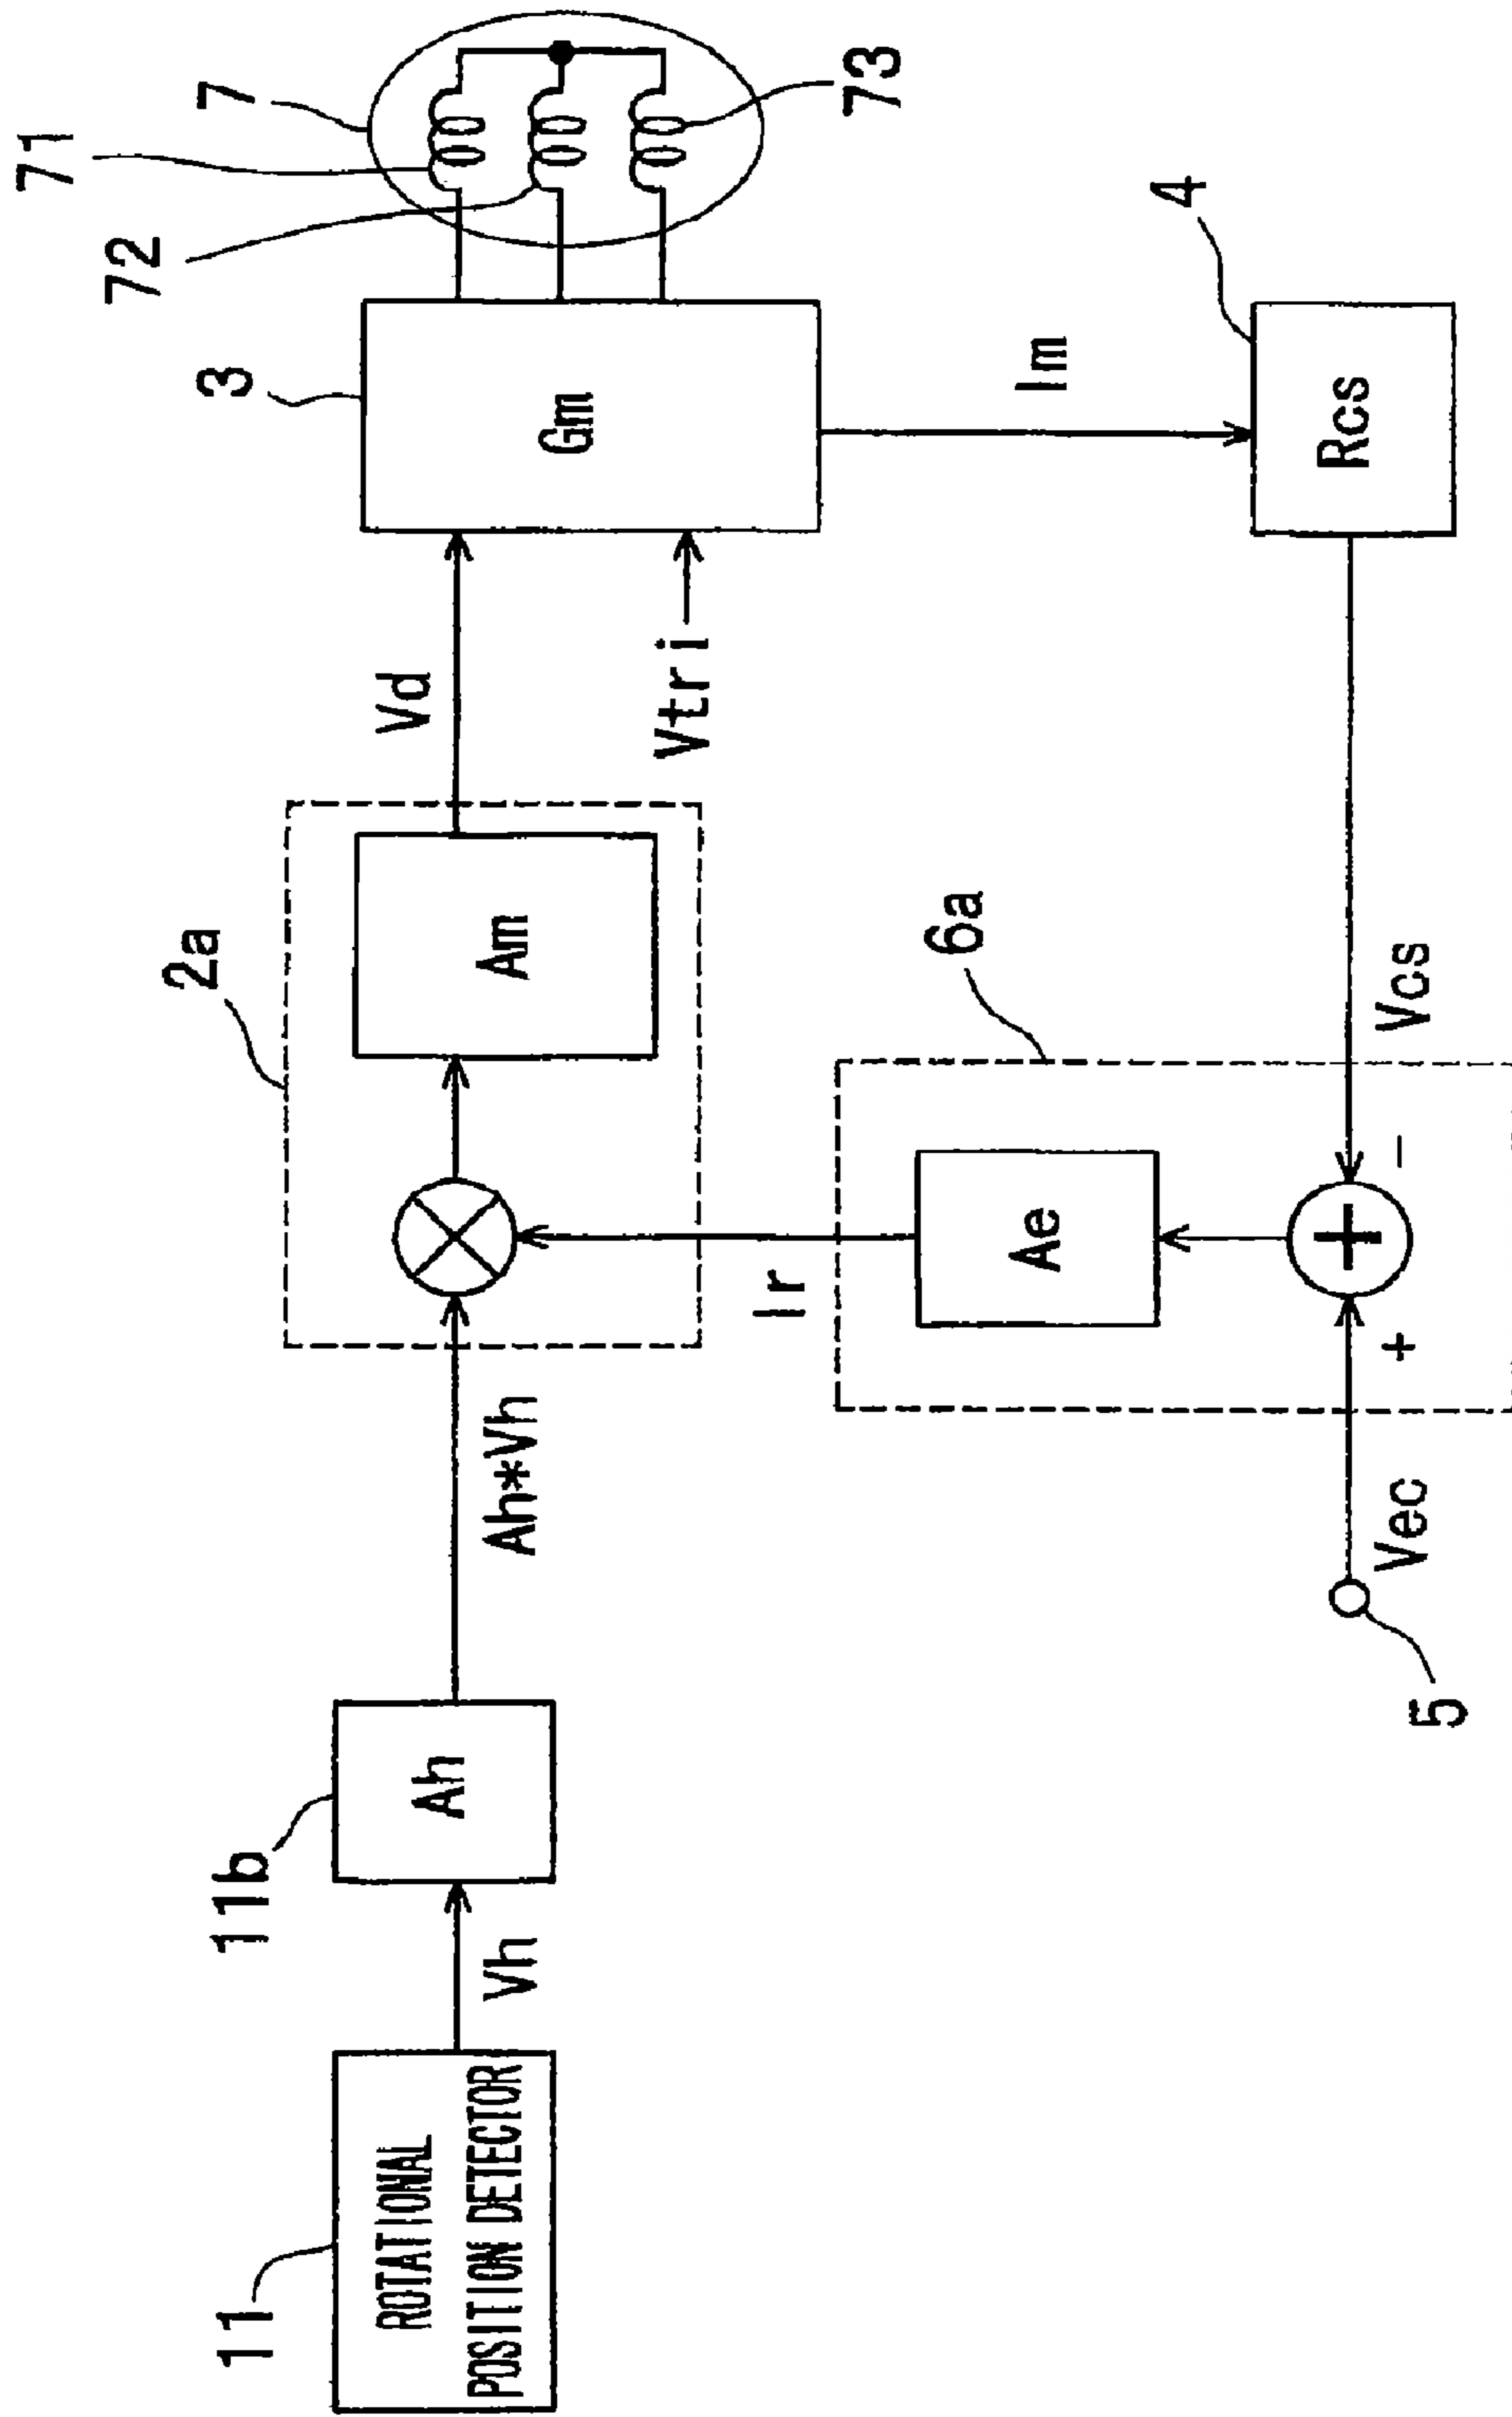 71
7
72
73
3
Gm
4
Im
Rcs
Vd
Vtri
2a
Am
6a
Vcs
Ae
Ir
-
+
+
Ah*Vh
Vec
5
11b
Ah
Vh
11
ROTATIONAL
POSITION DETECTOR